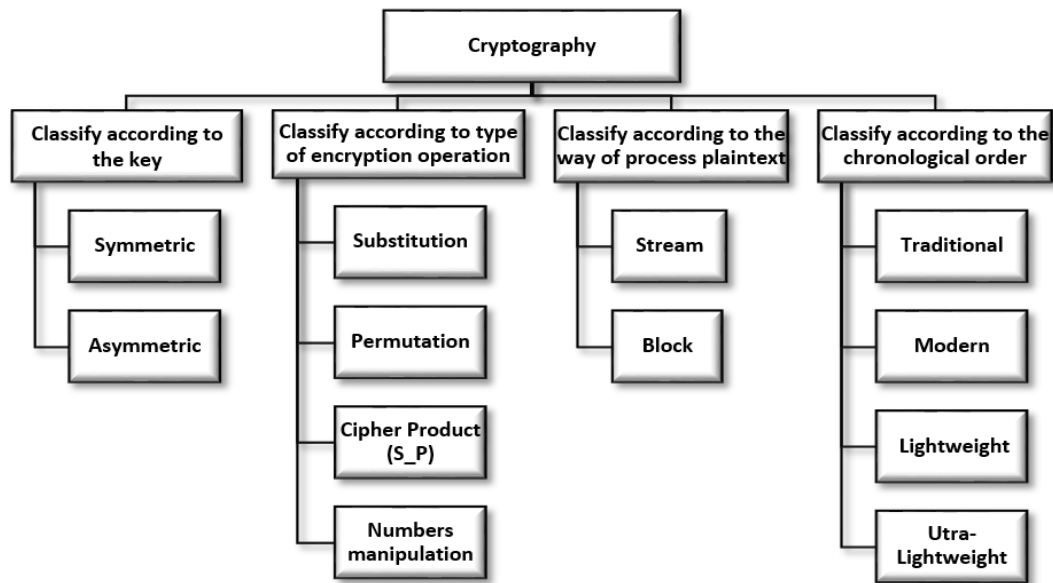 Cryptography
Classify according to
the key
Symmetric
Asymmetric
Classify according to type
of encryption operation
Substitution
Permutation
Cipher Product
(S_P)
Numbers
manipulation
Classify according to the
way of process plaintext
Stream
Block
Classify according to the
chronological order
Traditional
Modern
Lightweight
Utra-
Lightweight